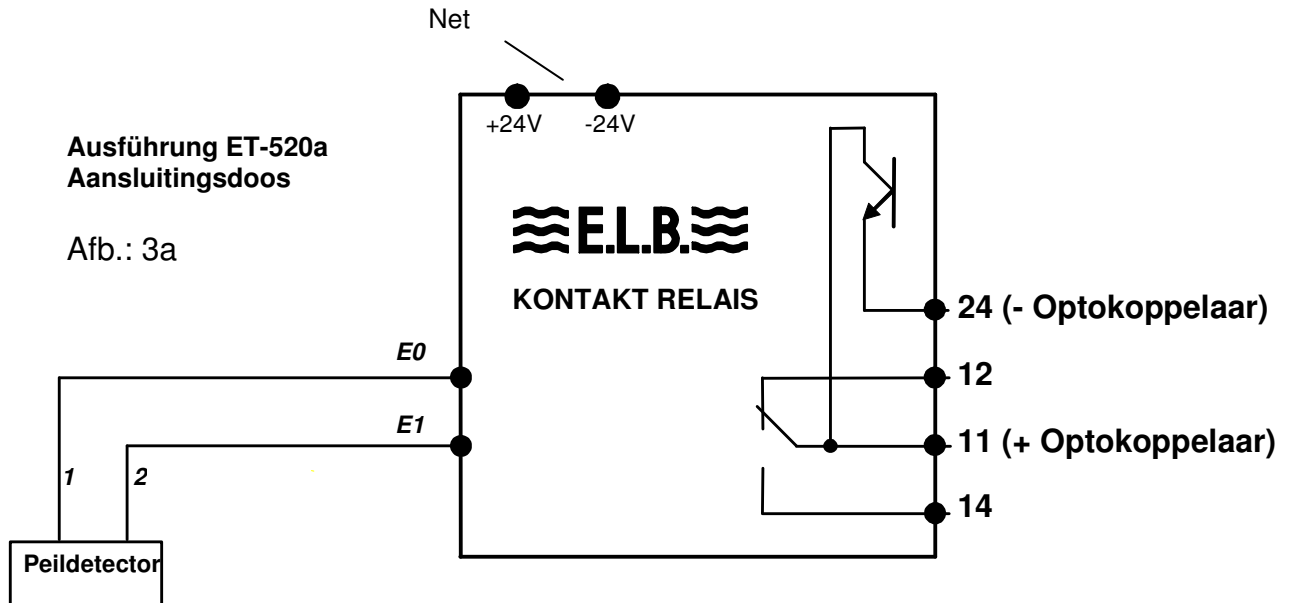 Net
+24V -24V
Ausführung ET-520a
Aansluitingsdoos
Afb.: 3a
E.L.B.
KONTAKT RELAIS
24 (- Optokoppelaar)
E0
12
E1
11 (+ Optokoppelaar)
1 2
14
Peildetector